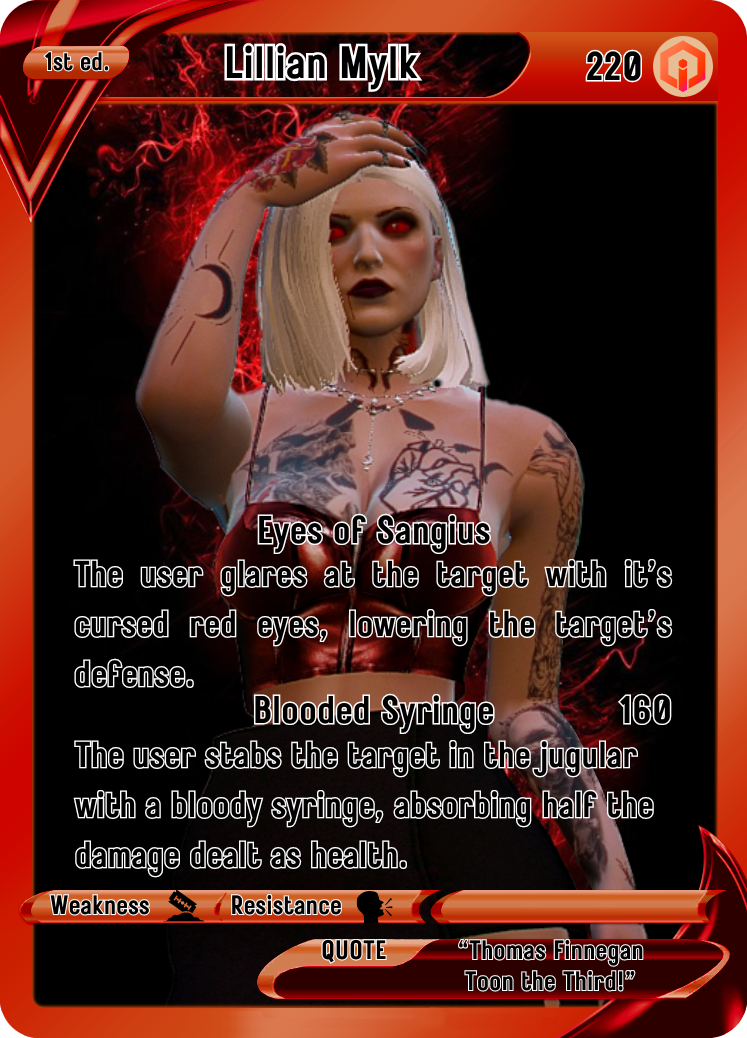 1st ed.
Lillian Mylk
220
Eyes of Sangius
The user glares at the target with it's
cursed red eyes, lowering the target's
defense.
Blooded Syringe 160
The user stabs the target in the jugular
with a bloody syringe, absorbing half the
damage dealt as health.
Weakness
Resistance
QUOTE
“Thomas Finnegan
Toon the Third!”